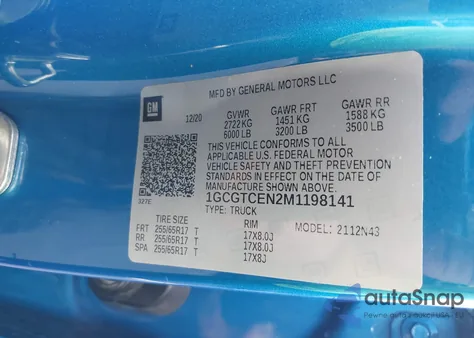 MFD BY GENERAL MOTORS LLC
GM
12/20
GVWR GAWR FRT GAWR RR
2722 KG 1451 KG 1588 KG
6000 LB 3200 LB 3500 LB
THIS VEHICLE CONFORMS TO ALL
APPLICABLE U.S. FEDERAL MOTOR
VEHICLE SAFETY AND THEFT PREVENTION
STANDARDS IN EFFECT ON THE DATE OF
MANUFACTURE SHOWN ABOVE.
327E
1GCGTCEN2M1198141
TYPE: TRUCK
MODEL: 2112N43
TIRE SIZE RIM
FRT 255/65R17 T 17X8.0J
RR 255/65R17 T 17X8.0J
SPA 255/65R17 T 17X8J
autoSnap